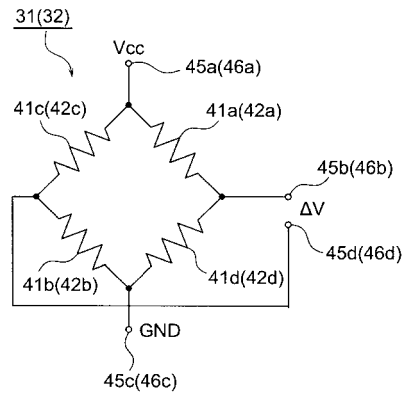 31(32)
Vcc
45a(46a)
41c(42c)
41a(42a)
45b(46b)
ΔV
45d(46d)
41b(42b)
41d(42d)
GND
45c(46c)